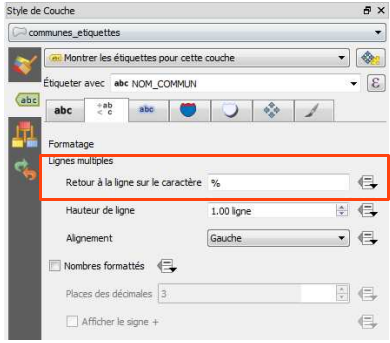 Style de Couche
communes_etiquettes
abc Montrer les étiquettes pour cette couche
Étiqueter avec abc NOM_COMMUN ε
abc
abc +ab < c abc
Formatage
Lignes multiples
Retour à la ligne sur le caractère %
Hauteur de ligne 1.00 ligne
Alignement Gauche
Nombres formattés
Places des décimales 3
Afficher le signe +